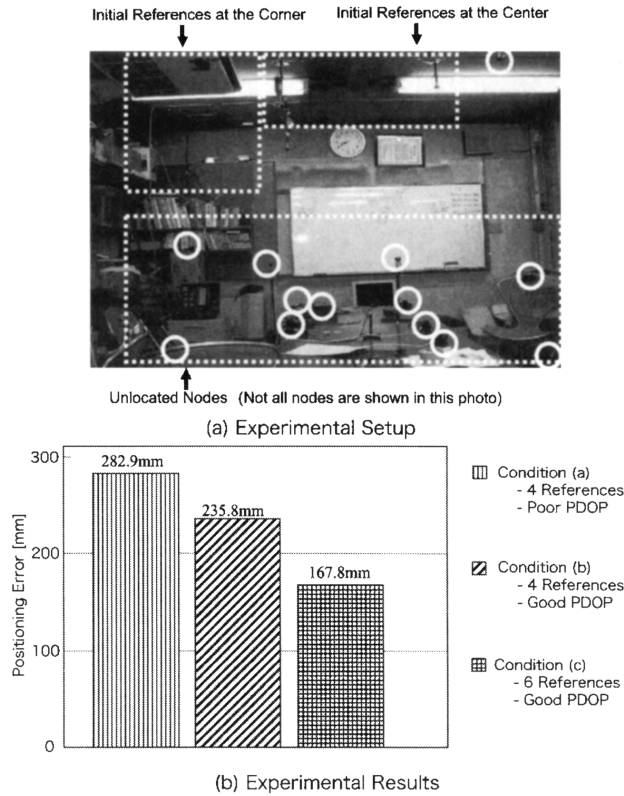 Initial References at the Corner
Initial References at the Center
Unlocated Nodes (Not all nodes are shown in this photo)
(a) Experimental Setup
300
200
100
0
Positioning Error [mm]
282.9mm
235.8mm
167.8mm
Condition (a)
- 4 References
- Poor PDOP
Condition (b)
- 4 References
- Good PDOP
Condition (c)
- 6 References
- Good PDOP
(b) Experimental Results